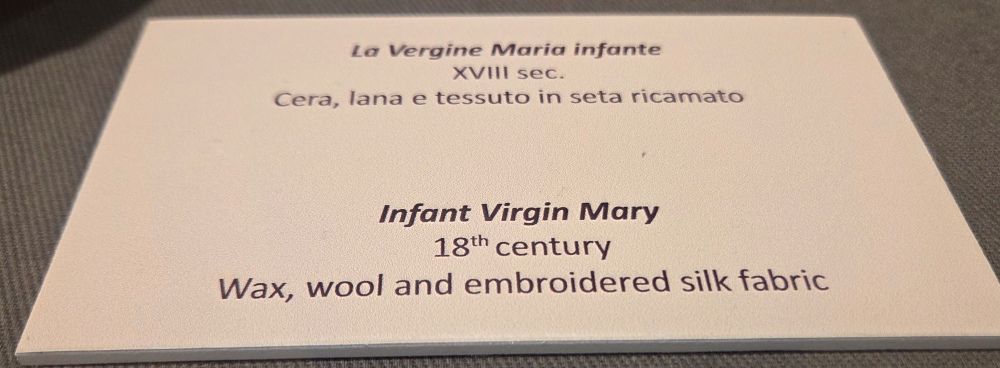 La Vergine Maria infante
XVIII sec.
Cera, lana e tessuto in seta ricamato
Infant Virgin Mary
18th century
Wax, wool and embroidered silk fabric